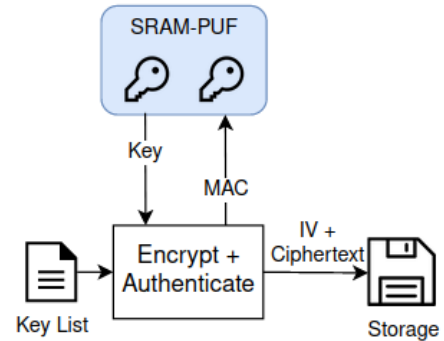 SRAM-PUF
Key
MAC
IV +
Ciphertext
Encrypt +
Authenticate
Key List
Storage